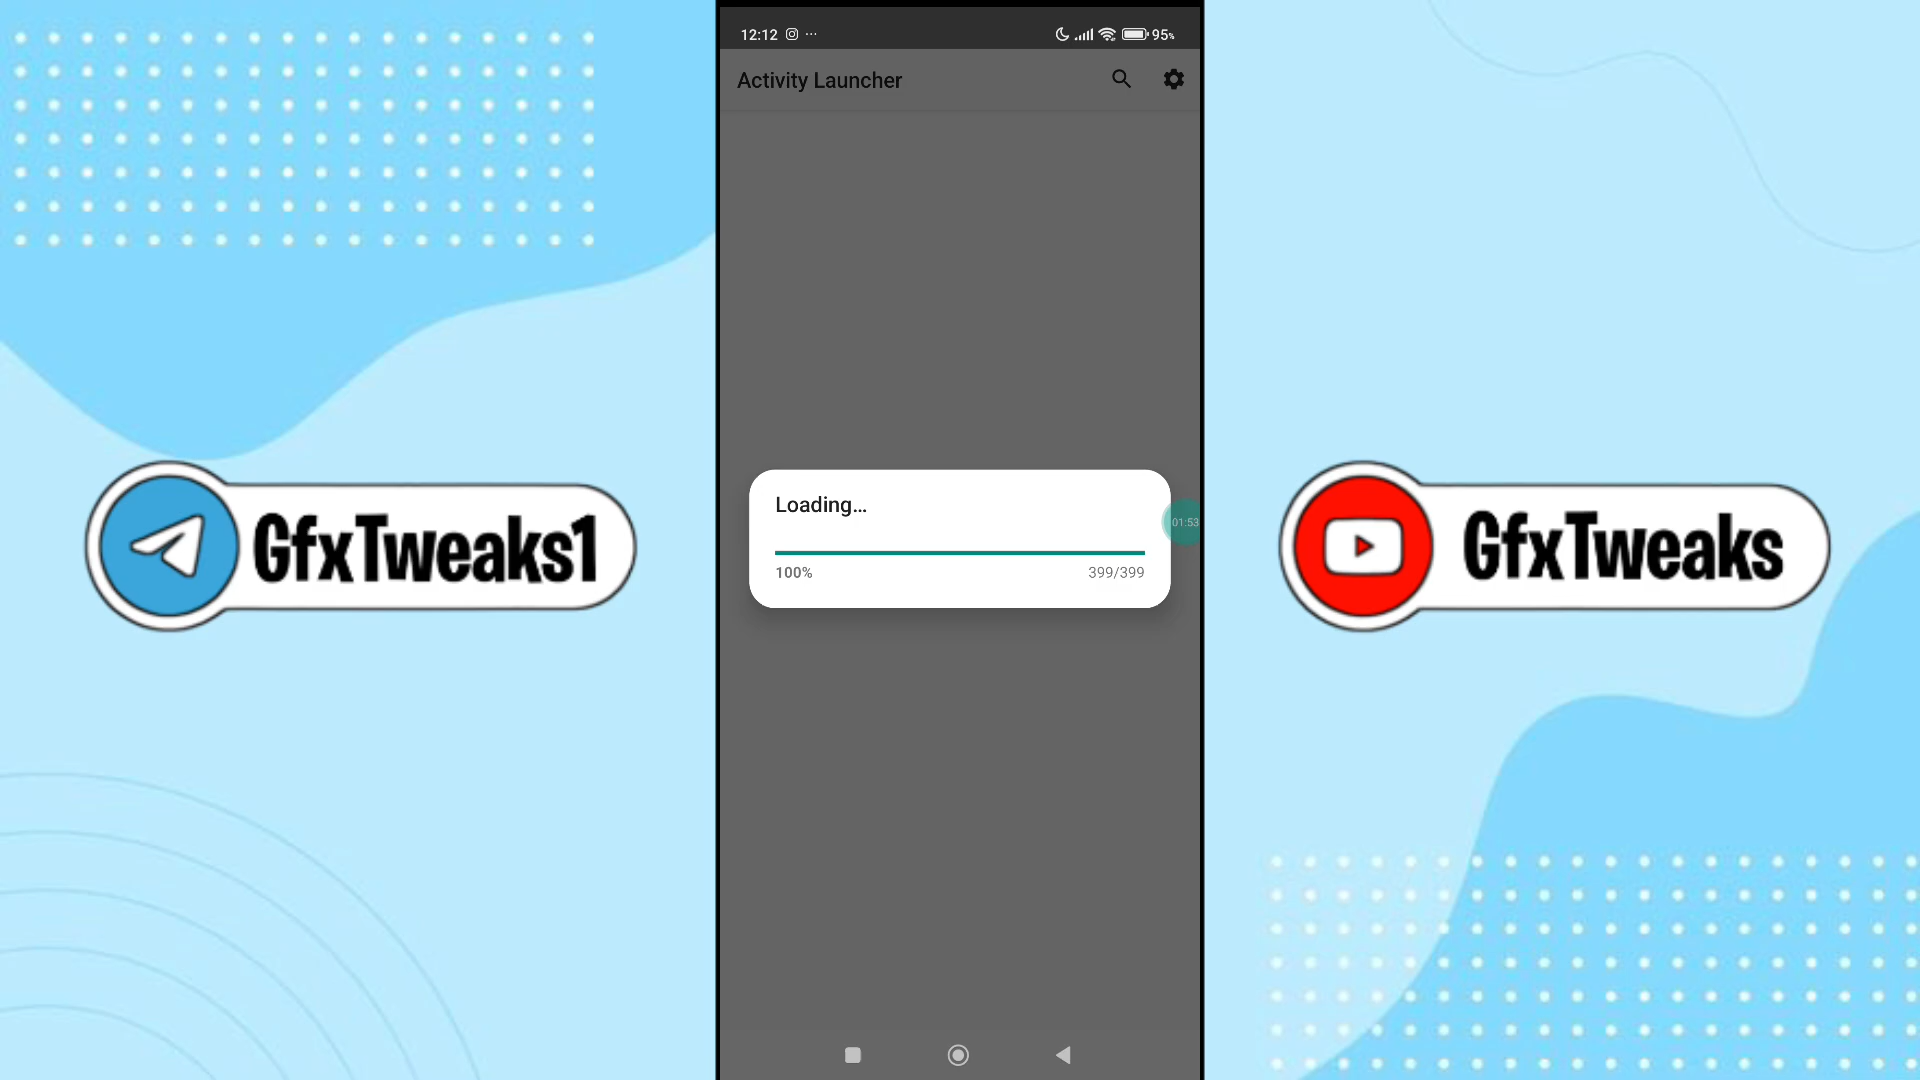 12:12 ... 95%
Activity Launcher
Loading...
01:53
100% 399/399
GfxTweaks1
GfxTweaks